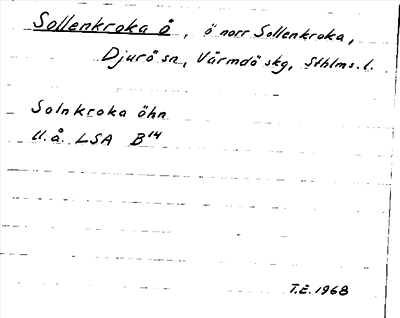 Sollenkroka ö, ö norr Sollenkroka,
Djurö sn, Värmdö skg, Sthlms. l.
Solnkroka öhn
U.å. LSA B14
T.E. 1968